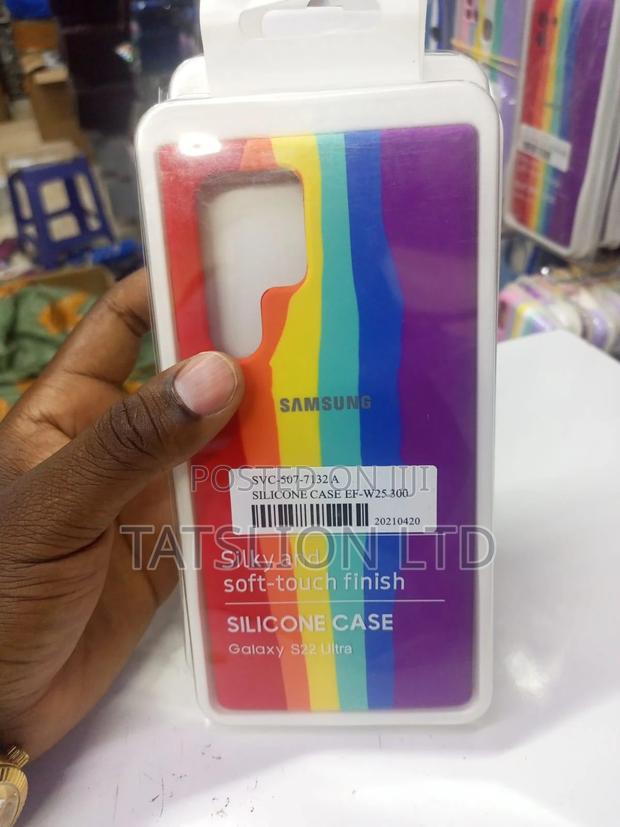 SAMSUNG
POSTED ON JIJI
SVC-507-7132 A
SILICONE CASE EF-W25 300
20210420
TATSLION LTD
Silky and
soft-touch finish
SILICONE CASE
Galaxy S22 Ultra